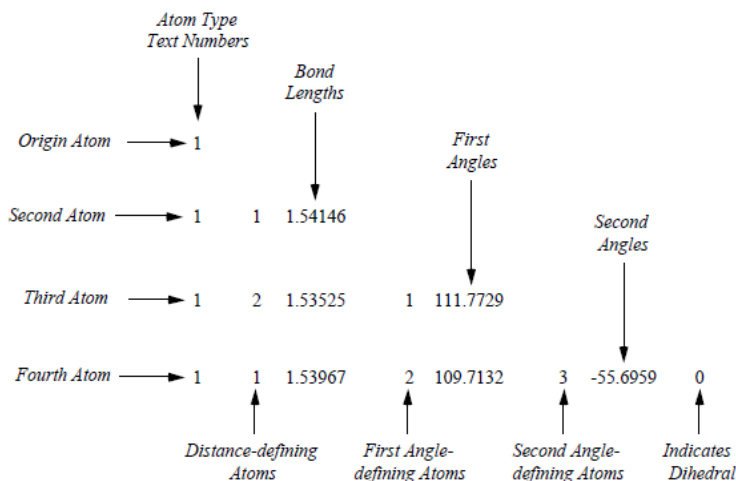 Atom Type
Text Numbers
Bond
Lengths
Origin Atom 1
First
Angles
Second Atom 1 1 1.54146
Second
Angles
Third Atom 1 2 1.53525 1 111.7729
Fourth Atom 1 1 1.53967 2 109.7132 3 -55.6959 0
Distance-defining First Angle- Second Angle- Indicates
Atoms defining Atoms defining Atoms Dihedral